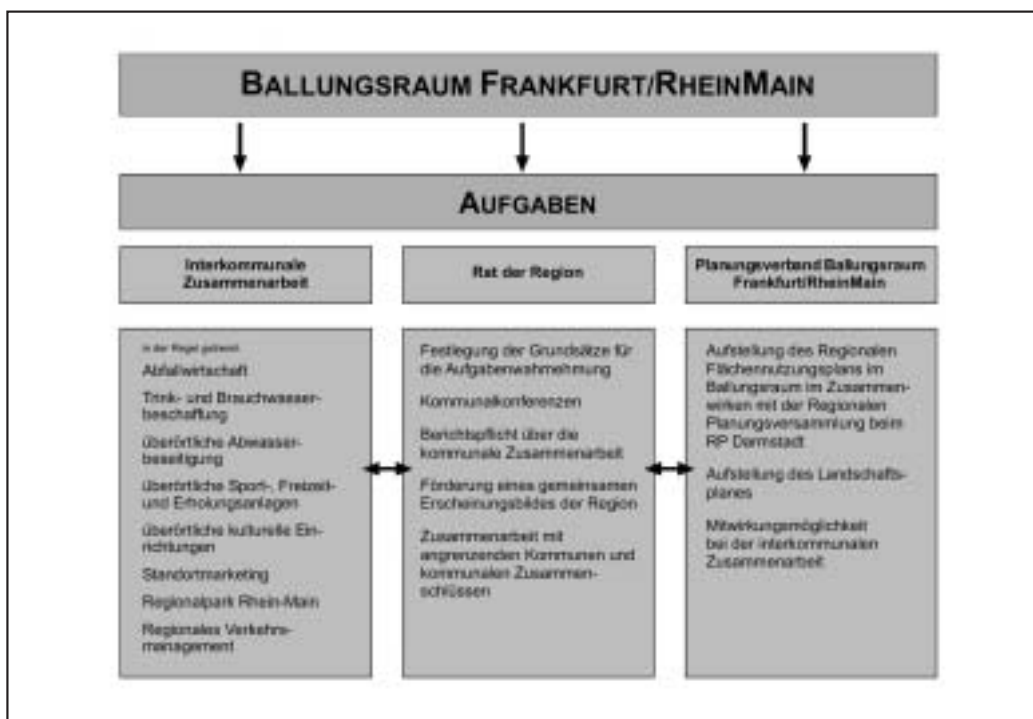 BALLUNGSRAUM FRANKFURT/RHEINMAIN
AUFGABEN
Interkommunale
Zusammenarbeit
in der Regel
Abfallwirtschaft
Trink- und Brauchwasser-
beschaffung
überörtliche Abwasser-
beseitigung
überörtliche Sport-, Freizeit-
und Erholungsanlagen
überörtliche kulturelle Ein-
richtungen
Standortmarketing
Regionalpark Rhein-Main
Regionales Verkehrs-
management
Rat der Region
Festlegung der Grundsätze für
die Aufgabenwahrnehmung
Kommunalkonferenzen
Berichtspflicht über die
kommunale Zusammenarbeit
Förderung eines gemeinsamen
Erscheinungsbildes der Region
Zusammenarbeit mit
angrenzenden Kommunen und
kommunalen Zusammen-
schlüssen
Planungsverband Ballungsraum
Frankfurt/RheinMain
Aufstellung des Regionalen
Flächennutzungsplans im
Ballungsraum im Zusammen-
wirken mit der Regionalen
Planungsversammlung beim
RP Darmstadt
Aufstellung des Landschafts-
planes
Mitwirkungsmöglichkeit
bei der interkommunalen
Zusammenarbeit